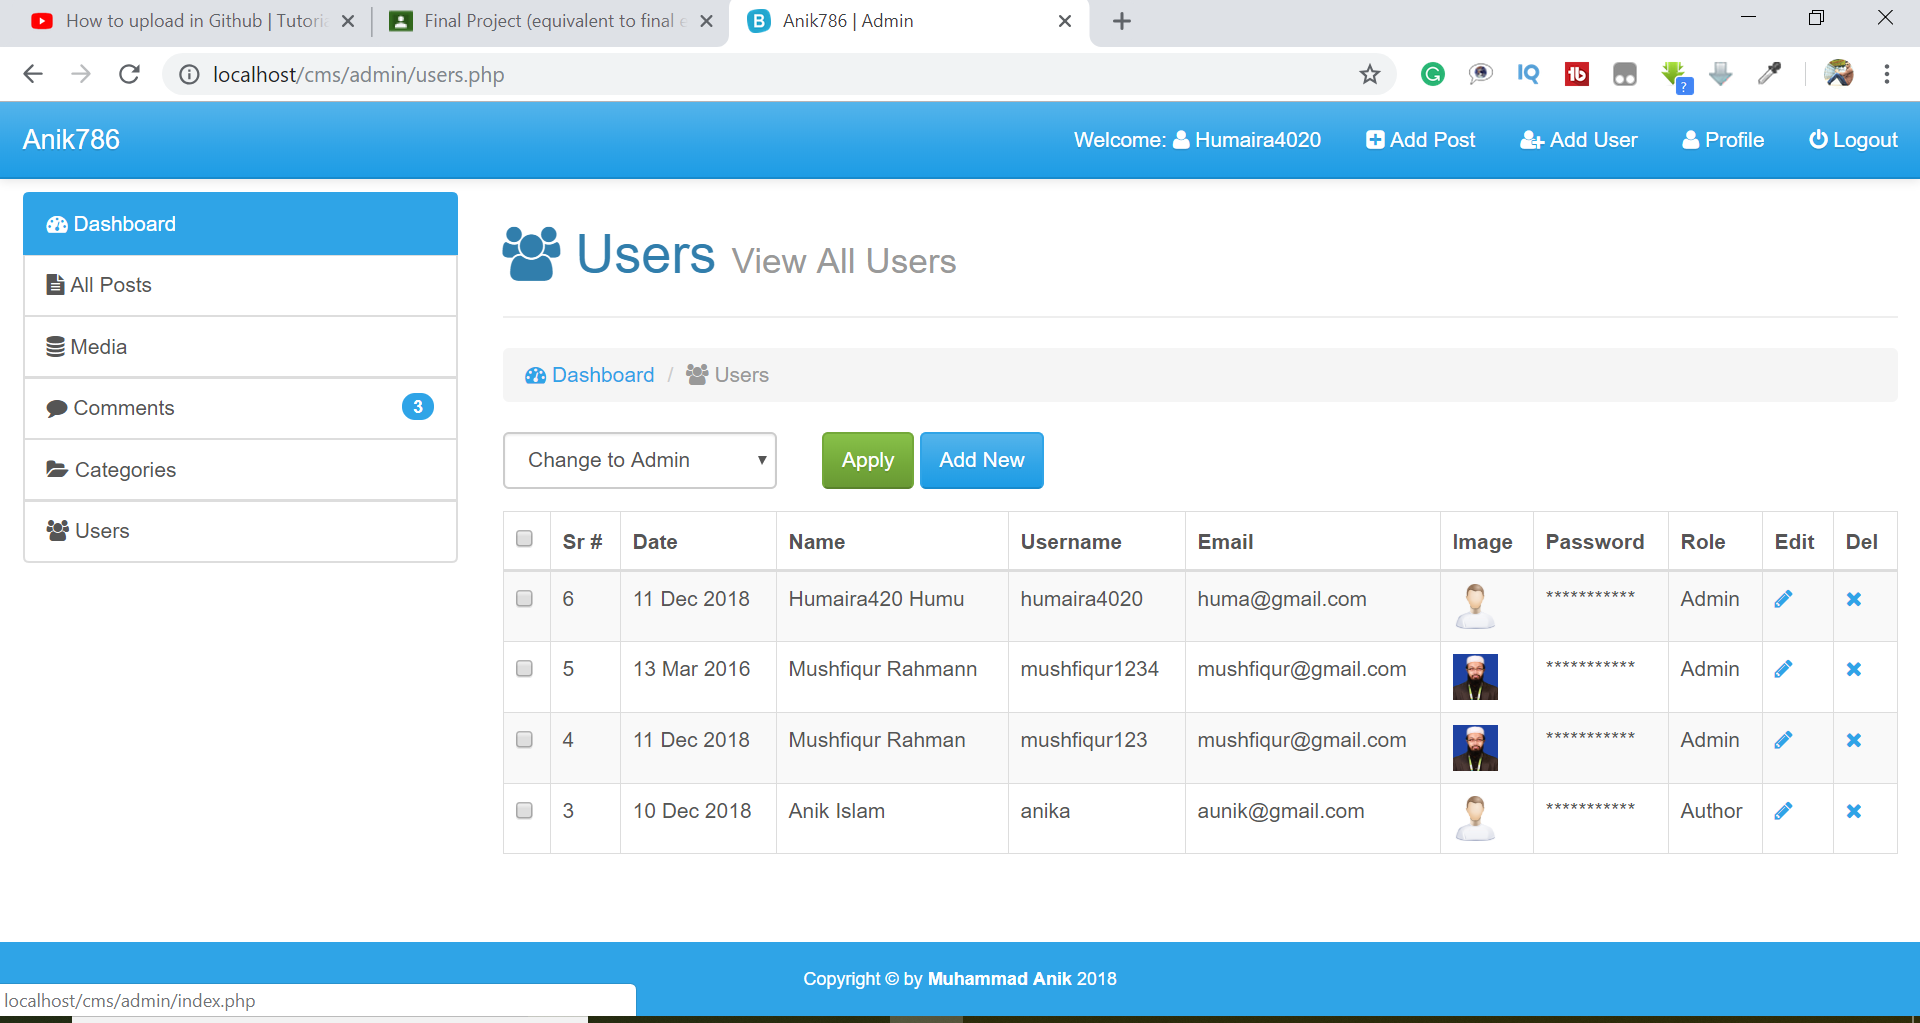 How to upload in Github | Tutoria
Final Project (equivalent to final e
Anik786 | Admin
localhost/cms/admin/users.php
Anik786
Welcome: Humaira4020
Add Post
Add User
Profile
Logout
Dashboard
All Posts
Media
Comments 3
Categories
Users
Users View All Users
Dashboard / Users
Change to Admin
Apply
Add New
Sr # Date Name Username Email Image Password Role Edit Del
6 11 Dec 2018 Humaira420 Humu humaira4020 huma@gmail.com *********** Admin
5 13 Mar 2016 Mushfiqur Rahmann mushfiqur1234 mushfiqur@gmail.com *********** Admin
4 11 Dec 2018 Mushfiqur Rahman mushfiqur123 mushfiqur@gmail.com *********** Admin
3 10 Dec 2018 Anik Islam anika aunik@gmail.com *********** Author
Copyright © by Muhammad Anik 2018
localhost/cms/admin/index.php